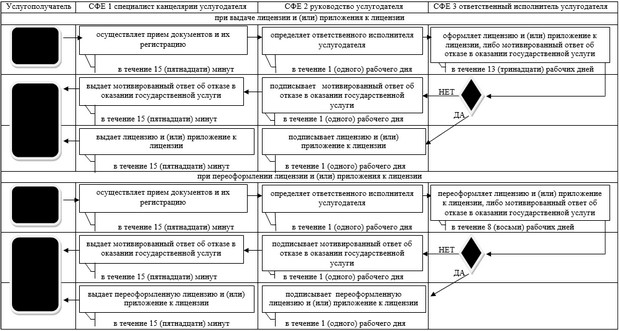 Услугополучатель СФЕ 1 специалист канцелярии услугодателя СФЕ 2 руководство услугодателя СФЕ 3 ответственный исполнитель услугодателя
при выдаче лицензии и (или) приложения к лицензии
осуществляет прием документов и их
регистрацию
в течение 15 (пятнадцати) минут
определяет ответственного исполнителя
услугодателя
в течение 1 (одного) рабочего дня
оформляет лицензию и (или) приложение к
лицензии, либо мотивированный ответ об
отказе в оказании государственной услуги
в течение 13 (тринадцати) рабочих дней
выдает мотивированный ответ об отказе в
оказании государственной услуги
в течение 15 (пятнадцати) минут
подписывает мотивированный ответ об
отказе в оказании государственной
услуги
в течение 1 (одного) рабочего дня
НЕТ
ДА
выдает лицензию и (или) приложение к
лицензии
в течение 15 (пятнадцати) минут
подписывает лицензию и (или)
приложение к лицензии
в течение 1 (одного) рабочего дня
при переоформлении лицензии и (или) приложения к лицензии
осуществляет прием документов и их
регистрацию
в течение 15 (пятнадцати) минут
определяет ответственного исполнителя
услугодателя
в течение 1 (одного) рабочего дня
переоформляет лицензию и (или) приложение
к лицензии, либо мотивированный ответ об
отказе в оказании государственной услуги
в течение 8 (восьми) рабочих дней
выдает мотивированный ответ об отказе в
оказании государственной услуги
в течение 15 (пятнадцати) минут
подписывает мотивированный ответ об
отказе в оказании государственной
услуги
в течение 1 (одного) рабочего дня
НЕТ
ДА
выдает переоформленную лицензию и (или)
приложение к лицензии
в течение 15 (пятнадцати) минут
подписывает переоформленную
лицензию и (или) приложение к лицензии
в течение 1 (одного) рабочего дня